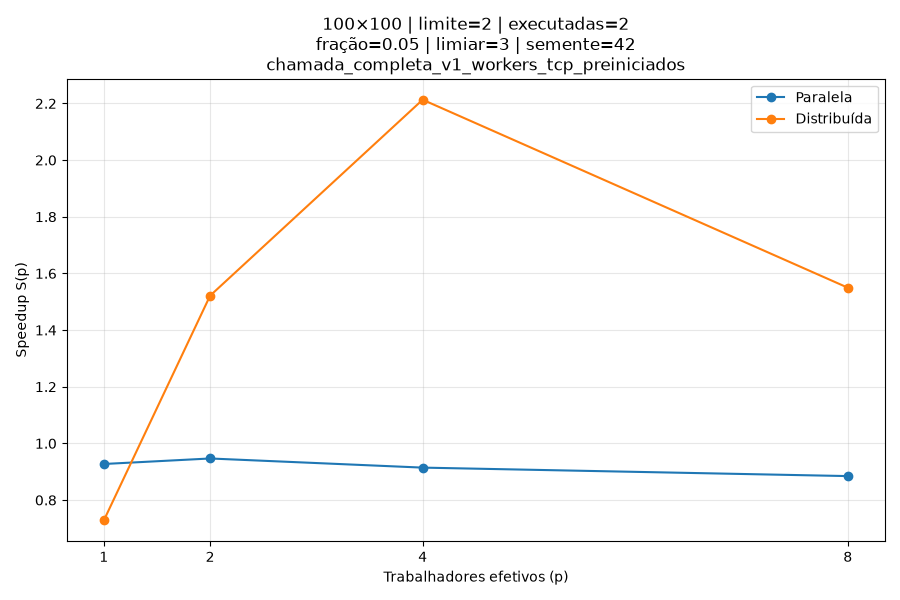 100×100 | limite=2 | executadas=2
fração=0.05 | limiar=3 | semente=42
chamada_completa_v1_workers_tcp_preiniciados
Paralela
Distribuída
Speedup S(p)
2.2
2.0
1.8
1.6
1.4
1.2
1.0
0.8
1 2 4 8
Trabalhadores efetivos (p)